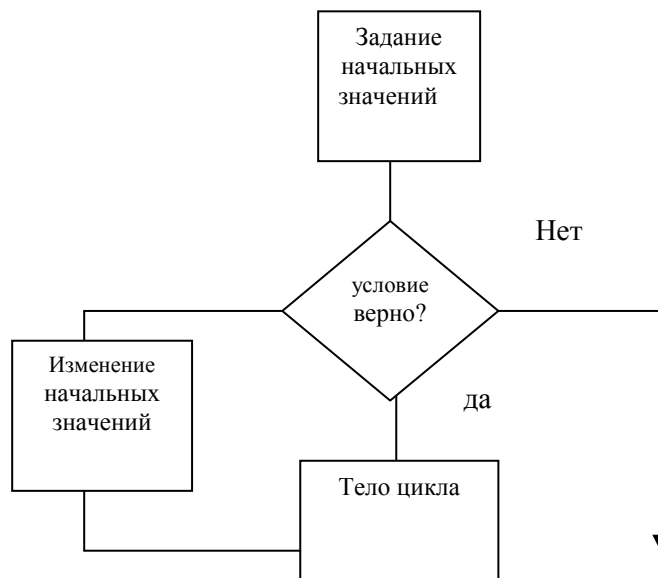 Задание
начальных
значений
Нет
условие
верно?
Изменение
начальных
значений
да
Тело цикла